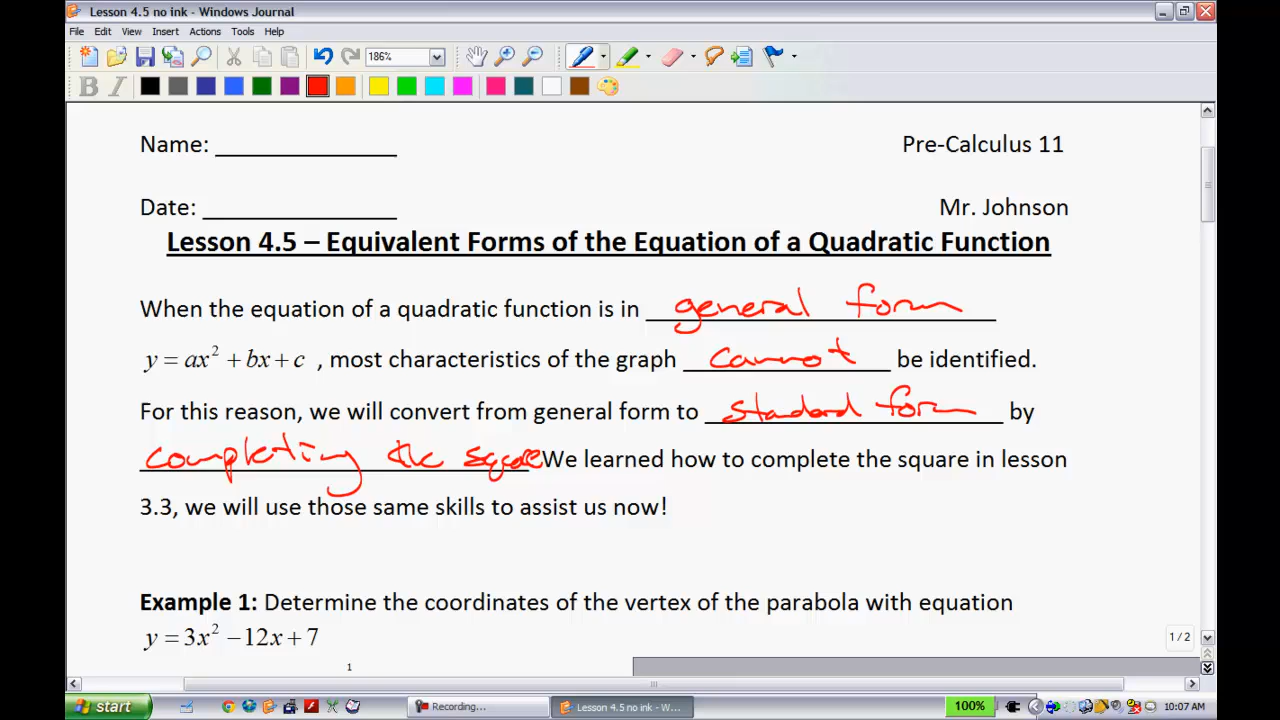 Lesson 4.5 no ink - Windows Journal
File Edit View Insert Actions Tools Help
186%
B I
Name: ____________ Pre-Calculus 11
Date: ____________ Mr. Johnson
Lesson 4.5 – Equivalent Forms of the Equation of a Quadratic Function
When the equation of a quadratic function is in general form
y = ax² + bx + c , most characteristics of the graph cannot be identified.
For this reason, we will convert from general form to standard form by
completing the square We learned how to complete the square in lesson
3.3, we will use those same skills to assist us now!
Example 1: Determine the coordinates of the vertex of the parabola with equation
y = 3x² − 12x + 7
1
1 / 2
start Recording... Lesson 4.5 no ink - W... 100% 10:07 AM